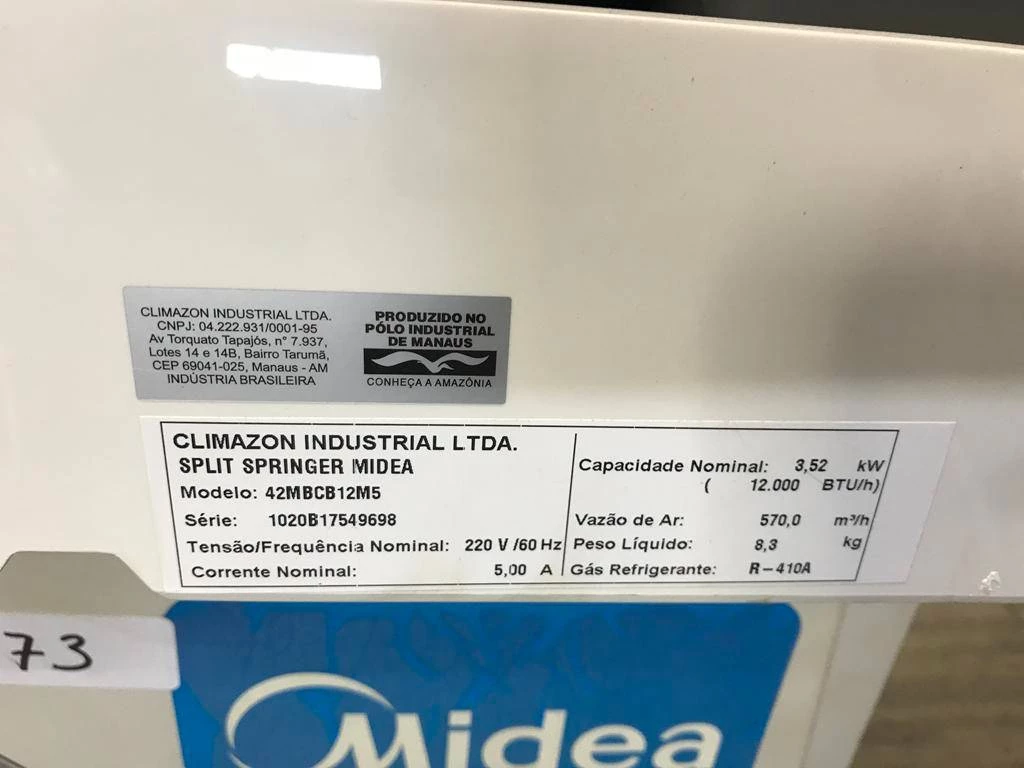 CLIMAZON INDUSTRIAL LTDA.
CNPJ: 04.222.931/0001-95
Av Torquato Tapajós, n° 7.937,
Lotes 14 e 14B, Bairro Tarumã,
CEP 69041-025, Manaus - AM
INDÚSTRIA BRASILEIRA
PRODUZIDO NO
PÓLO INDUSTRIAL
DE MANAUS
CONHEÇA A AMAZÔNIA
CLIMAZON INDUSTRIAL LTDA.
SPLIT SPRINGER MIDEA
Modelo: 42MBCB12M5
Série: 1020B17549698
Tensão/Frequência Nominal: 220 V /60 Hz
Corrente Nominal: 5,00 A
Capacidade Nominal: 3,52 kW
( 12.000 BTU/h)
Vazão de Ar: 570,0 m³/h
Peso Líquido: 8,3 kg
Gás Refrigerante: R-410A
73
Midea